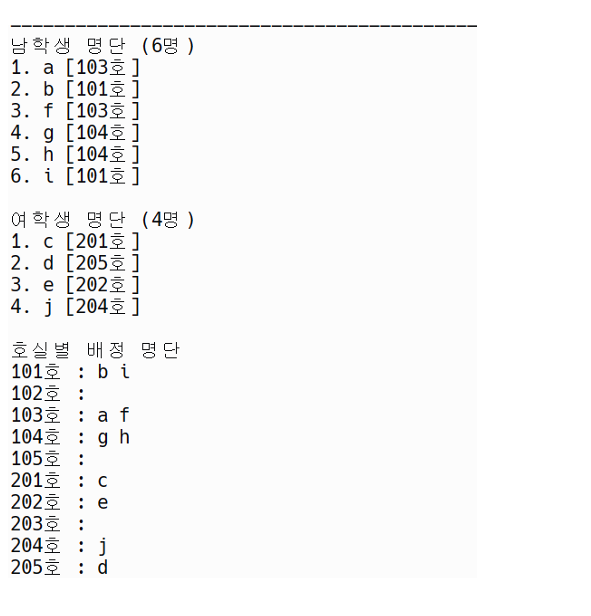 ___________________________________________
남학생 명단 (6명)
1. a [103호]
2. b [101호]
3. f [103호]
4. g [104호]
5. h [104호]
6. i [101호]
여학생 명단 (4명)
1. c [201호]
2. d [205호]
3. e [202호]
4. j [204호]
호실별 배정 명단
101호 : b i
102호 :
103호 : a f
104호 : g h
105호 :
201호 : c
202호 : e
203호 :
204호 : j
205호 : d